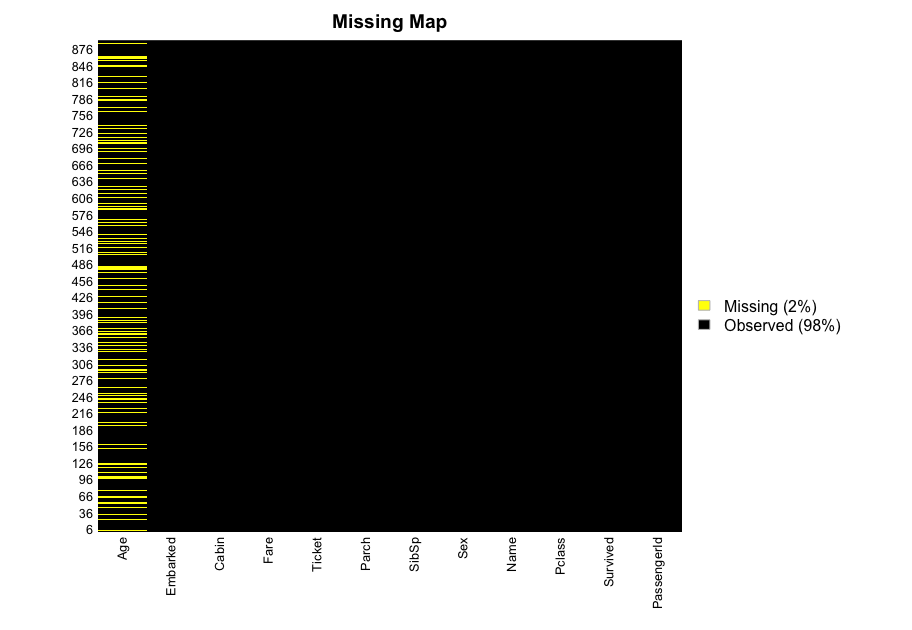 Missing Map
876
846
816
786
756
726
696
666
636
606
576
546
516
486
456
426
396
366
336
306
276
246
216
186
156
126
96
66
36
6
Missing (2%)
Observed (98%)
Age
Embarked
Cabin
Fare
Ticket
Parch
SibSp
Sex
Name
Pclass
Survived
PassengerId